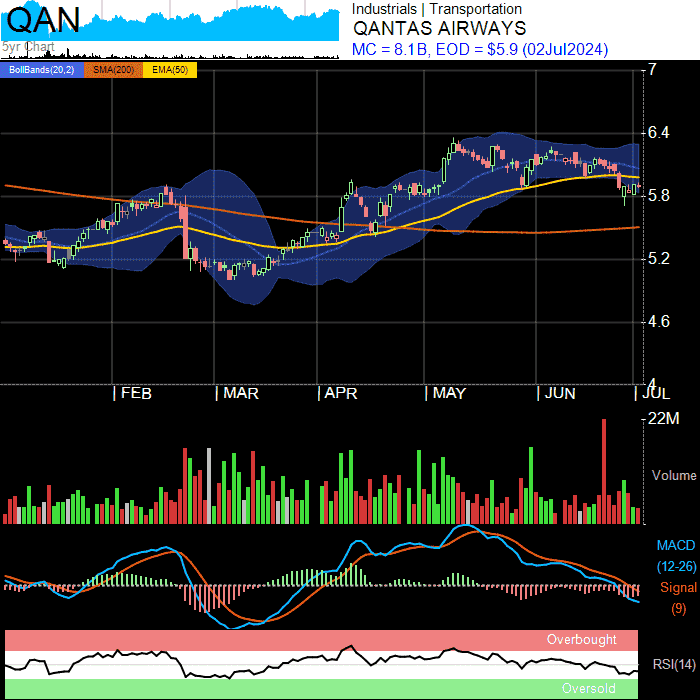 QAN
5yr Chart
Industrials | Transportation
QANTAS AIRWAYS
MC = 8.1B, EOD = $5.9 (02Jul2024)
BollBands(20,2) SMA(200) EMA(50)
7
6.4
5.8
5.2
4.6
4
FEB MAR APR MAY JUN JUL
22M
Volume
MACD
(12-26)
Signal
(9)
Overbought
RSI(14)
Oversold